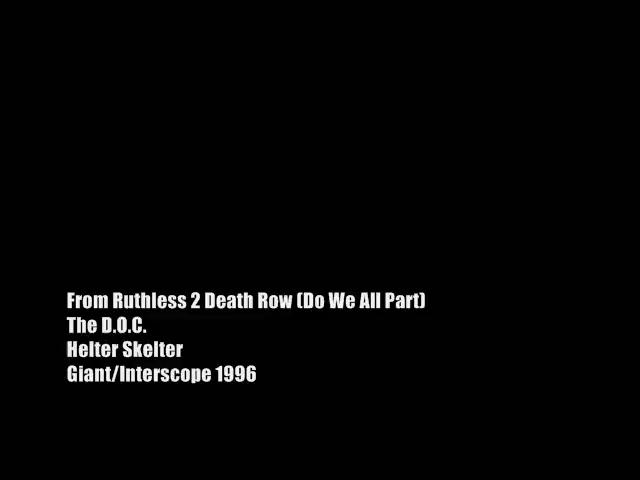 From Ruthless 2 Death Row (Do We All Part)
The D.O.C.
Helter Skelter
Giant/Interscope 1996